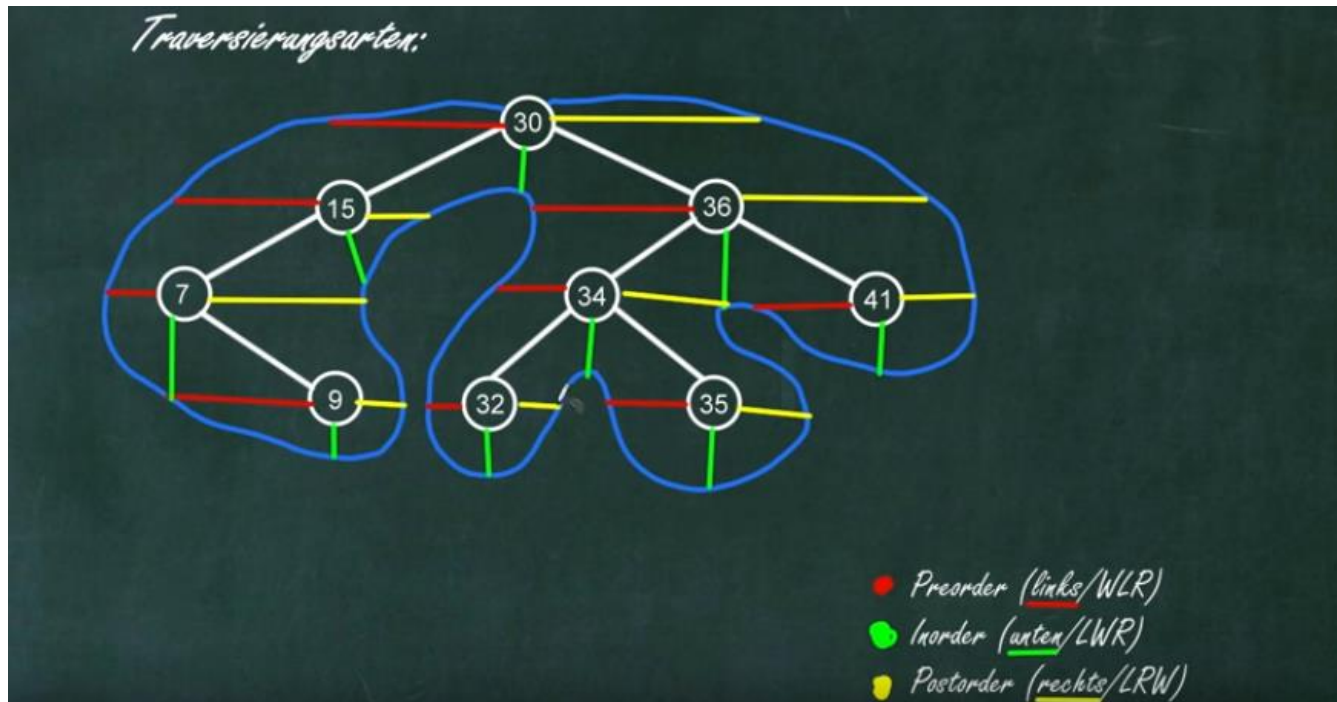 Traversierungsarten:
30
15
36
7
34
41
9
32
35
Preorder (links/WLR)
Inorder (unten/LWR)
Postorder (rechts/LRW)